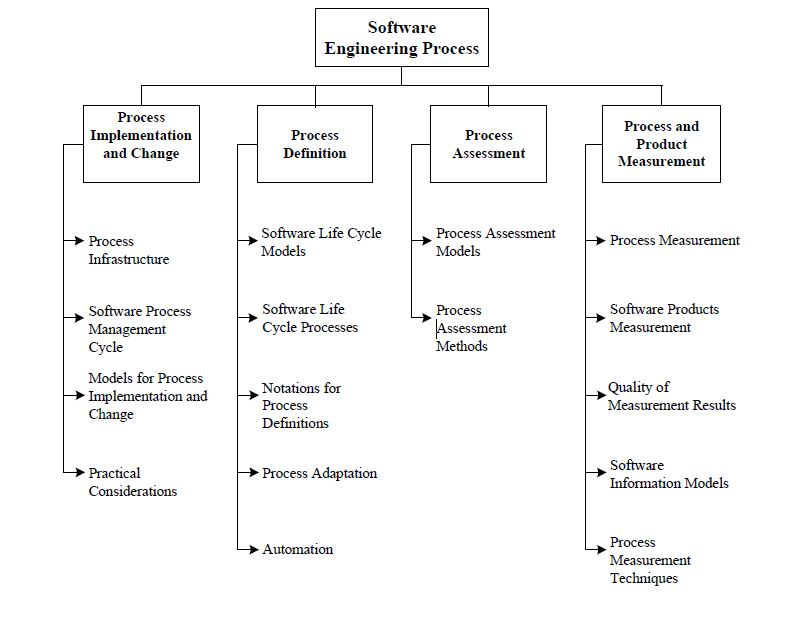 Software
Engineering Process
Process
Implementation
and Change
Process
Infrastructure
Software Process
Management
Cycle
Models for Process
Implementation and
Change
Practical
Considerations
Process
Definition
Software Life Cycle
Models
Software Life
Cycle Processes
Notations for
Process
Definitions
Process Adaptation
Automation
Process
Assessment
Process Assessment
Models
Process
Assessment
Methods
Process and
Product
Measurement
Process Measurement
Software Products
Measurement
Quality of
Measurement Results
Software
Information Models
Process
Measurement
Techniques